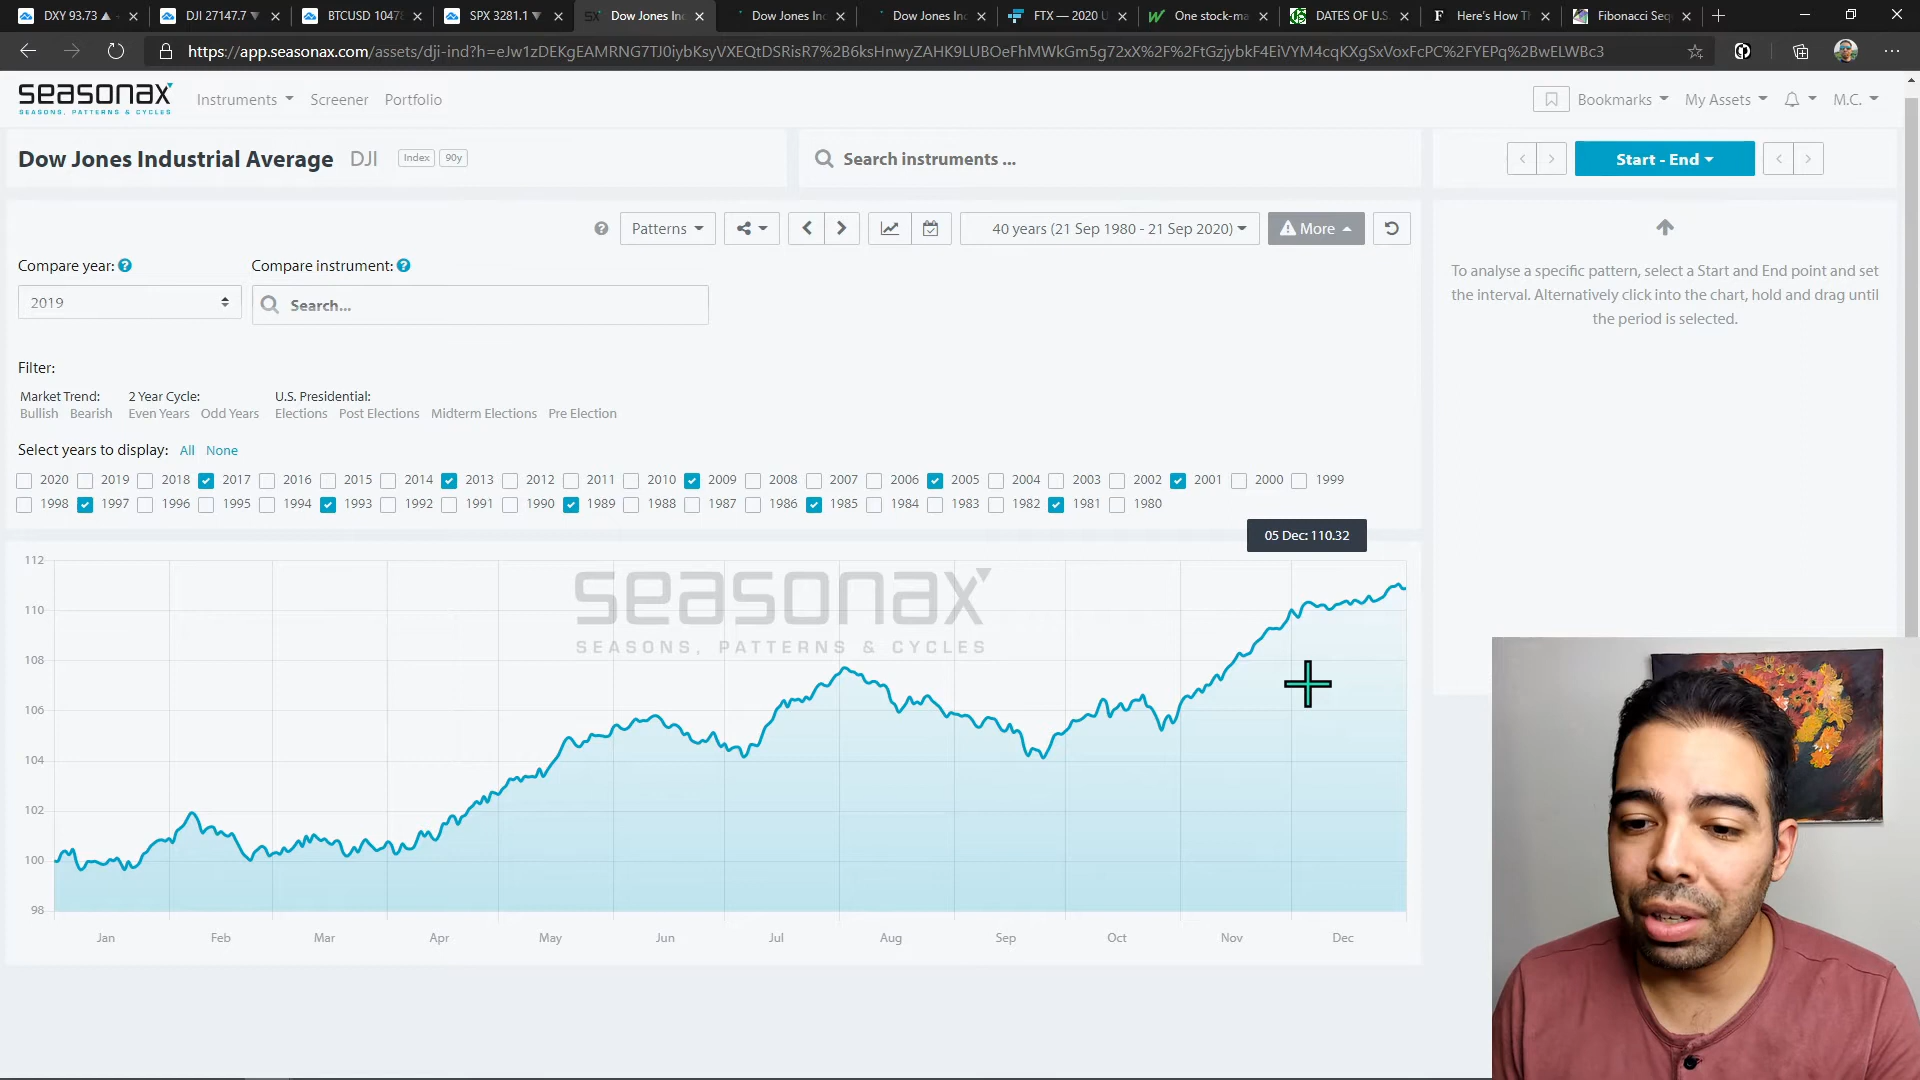 DXY 93.73 ▲
DJI 27147.7 ▼
BTCUSD 1047
SPX 3281.1 ▼
Dow Jones In
Dow Jones In
Dow Jones In
FTX — 2020 U
One stock-ma
DATES OF U.S
Here's How T
Fibonacci Seq
https://app.seasonax.com/assets/dji-ind?h=eJw1zDEKgEAMRNG7TJ0iybKsyVXEQtDSRisR7%2B6ksHnwyZAHK9LUBOeFhMWkGm5g72xX%2F%2FtGzjybkF4EiVYM4cqKXgSxVoxFcPC%2FYEPq%2BwELWBc3
seasonax
SEASONS, PATTERNS & CYCLES
Instruments
Screener
Portfolio
Bookmarks
My Assets
M.C.
Dow Jones Industrial Average DJI Index 90y
Search instruments ...
Start - End
Patterns
40 years (21 Sep 1980 - 21 Sep 2020)
More
Compare year:
Compare instrument:
2019
Search...
To analyse a specific pattern, select a Start and End point and set
the interval. Alternatively click into the chart, hold and drag until
the period is selected.
Filter:
Market Trend: 2 Year Cycle: U.S. Presidential:
Bullish Bearish Even Years Odd Years Elections Post Elections Midterm Elections Pre Election
Select years to display: All None
2020 2019 2018 2017 2016 2015 2014 2013 2012 2011 2010 2009 2008 2007 2006 2005 2004 2003 2002 2001 2000 1999
1998 1997 1996 1995 1994 1993 1992 1991 1990 1989 1988 1987 1986 1985 1984 1983 1982 1981 1980
05 Dec: 110.32
seasonax
SEASONS, PATTERNS & CYCLES
112
110
108
106
104
102
100
98
Jan Feb Mar Apr May Jun Jul Aug Sep Oct Nov Dec